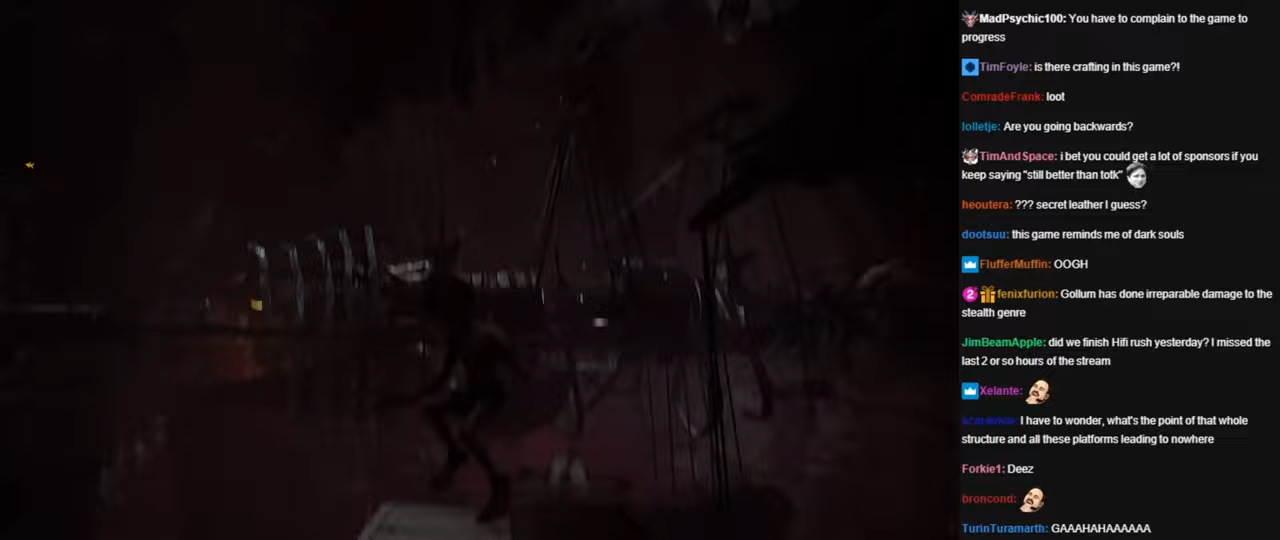 MadPsychic100: You have to complain to the game to
progress
TimFoyle: is there crafting in this game?!
ComradeFrank: loot
lolletje: Are you going backwards?
TimAndSpace: i bet you could get a lot of sponsors if you
keep saying "still better than totk"
heoutera: ??? secret leather I guess?
dootsuu: this game reminds me of dark souls
FlufferMuffin: OOGH
2 fenixfurion: Gollum has done irreparable damage to the
stealth genre
JimBeamApple: did we finish Hifi rush yesterday? I missed the
last 2 or so hours of the stream
Xelante:
I have to wonder, what's the point of that whole
structure and all these platforms leading to nowhere
Forkie1: Deez
broncond:
TurinTuramarth: GAAAHAHAAAAAA